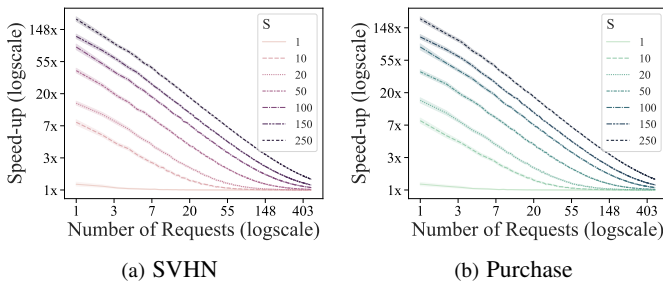 Speed-up (logscale)
148x
55x
20x
7x
3x
1x
1 3 7 20 55 148 403
Number of Requests (logscale)
S
1
10
20
50
100
150
250
(a) SVHN
Speed-up (logscale)
148x
55x
20x
7x
3x
1x
1 3 7 20 55 148 403
Number of Requests (logscale)
S
1
10
20
50
100
150
250
(b) Purchase